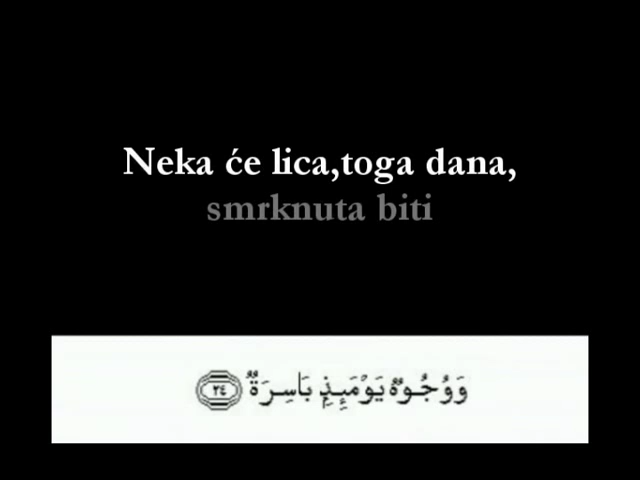 Neka će lica,toga dana,
smrknuta biti
وَوُجُوهٌ يَوْمَئِذٍ بَاسِرَةٌ ٢٤